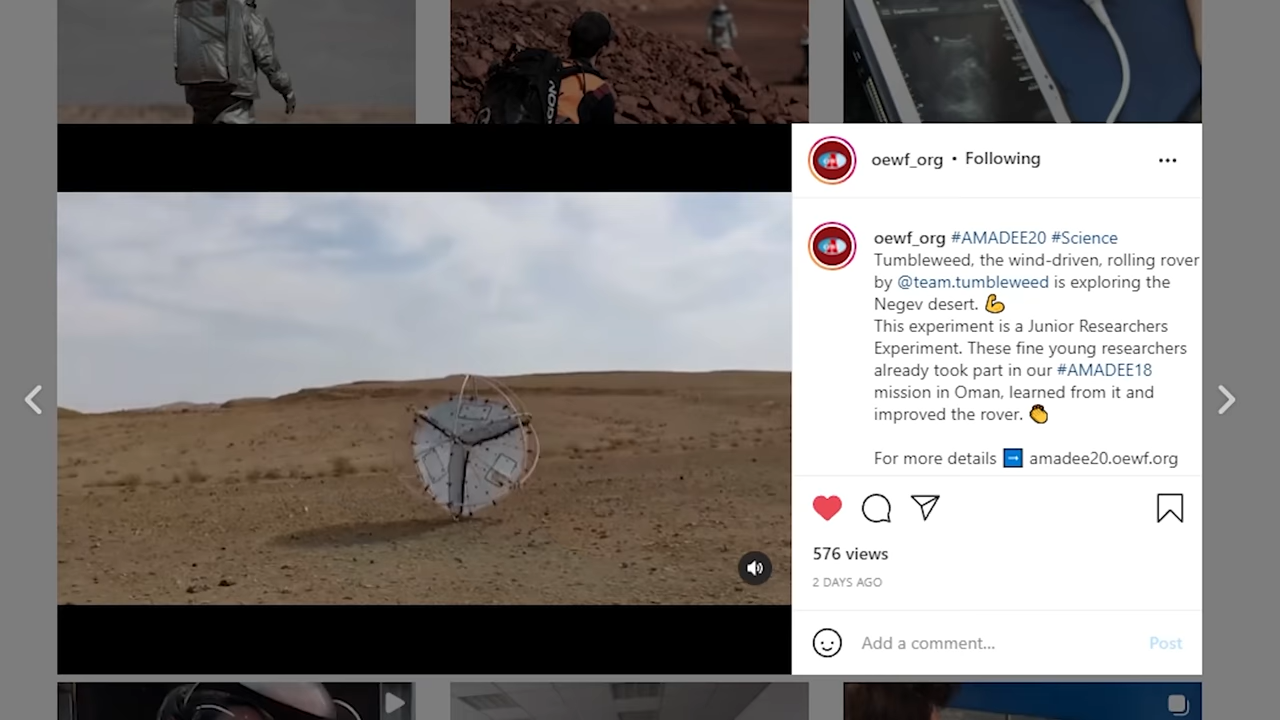 oewf_org • Following
oewf_org #AMADEE20 #Science
Tumbleweed, the wind-driven, rolling rover
by @team.tumbleweed is exploring the
Negev desert. 💪
This experiment is a Junior Researchers
Experiment. These fine young researchers
already took part in our #AMADEE18
mission in Oman, learned from it and
improved the rover. 👏
For more details ➡️ amadee20.oewf.org
576 views
2 DAYS AGO
Add a comment... Post